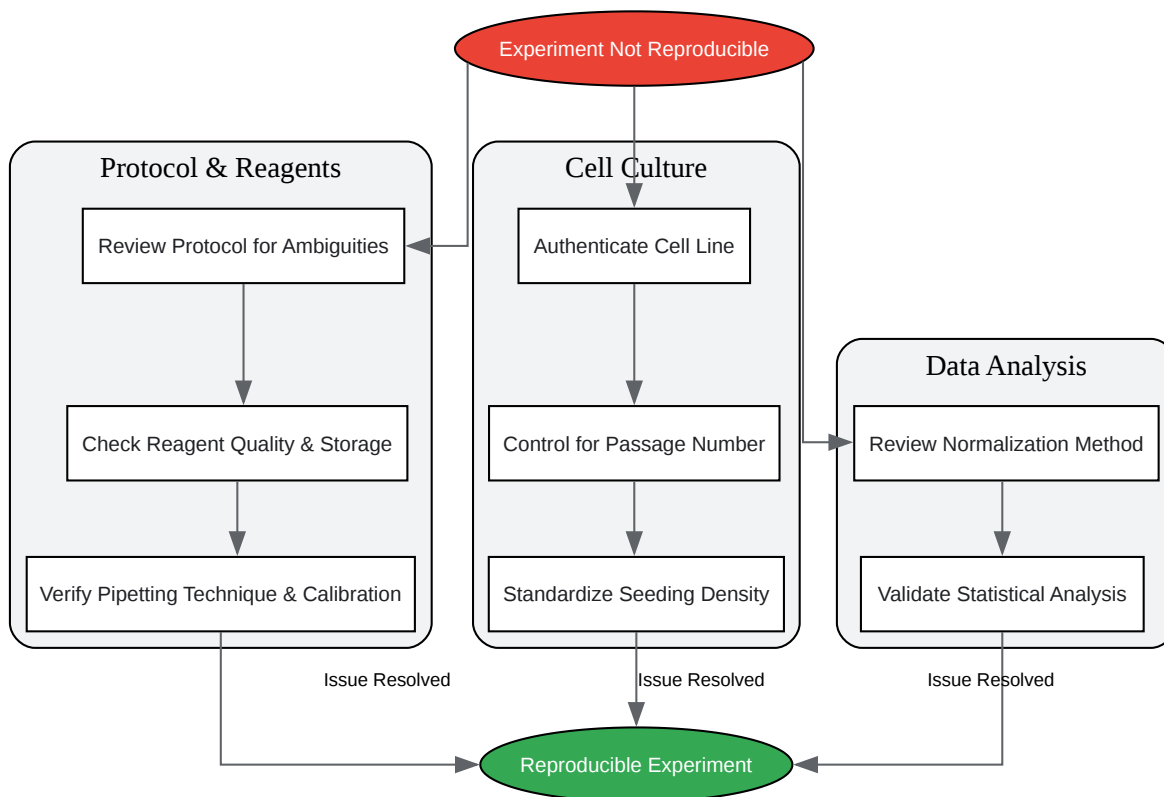 Experiment Not Reproducible
Protocol & Reagents
Review Protocol for Ambiguities
Check Reagent Quality & Storage
Verify Pipetting Technique & Calibration
Cell Culture
Authenticate Cell Line
Control for Passage Number
Standardize Seeding Density
Data Analysis
Review Normalization Method
Validate Statistical Analysis
Issue Resolved
Issue Resolved
Issue Resolved
Reproducible Experiment